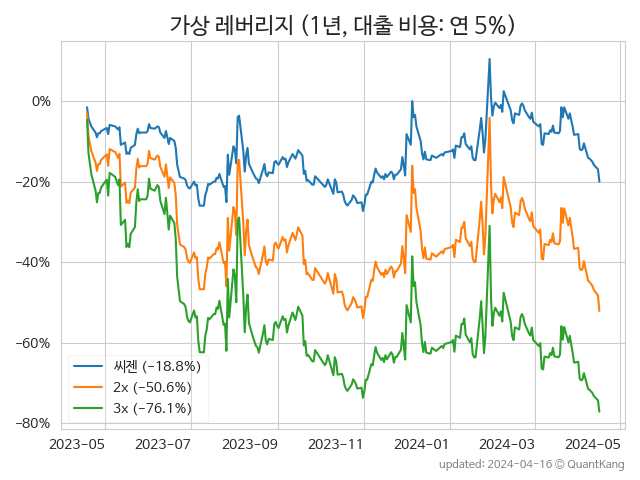 가상 레버리지 (1년, 대출 비용: 연 5%)
0%
−20%
−40%
−60%
−80%
씨젠 (−18.8%)
2x (−50.6%)
3x (−76.1%)
2023−05 2023−07 2023−09 2023−11 2024−01 2024−03 2024−05
updated: 2024−04−16 © QuantKang